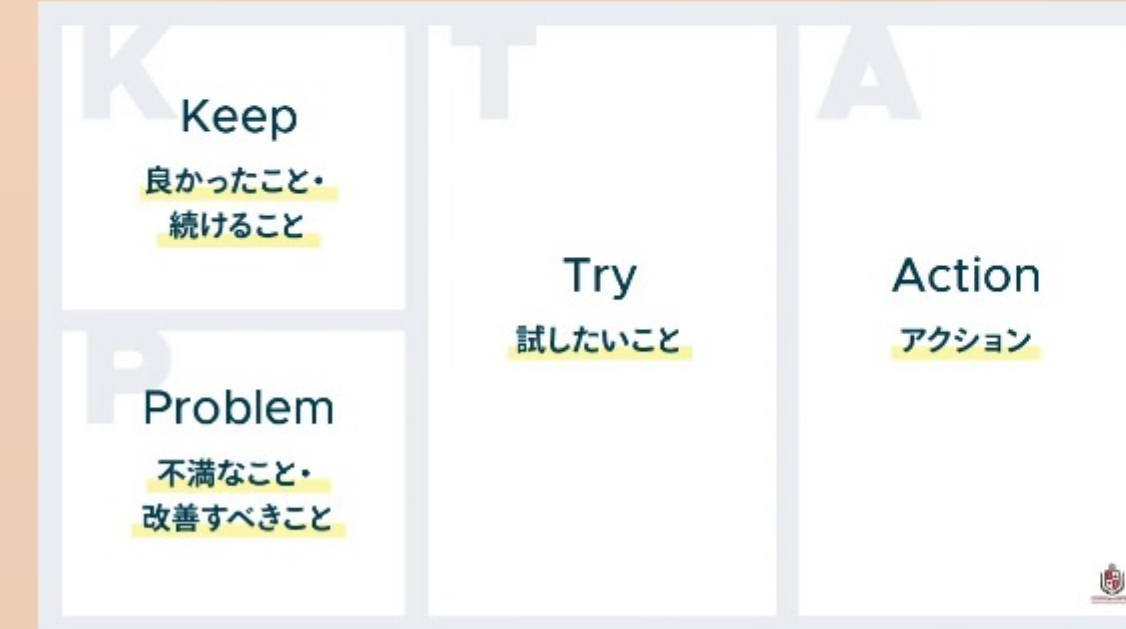 K
Keep
良かったこと・
続けること
P
Problem
不満なこと・
改善すべきこと
T
Try
試したいこと
A
Action
アクション